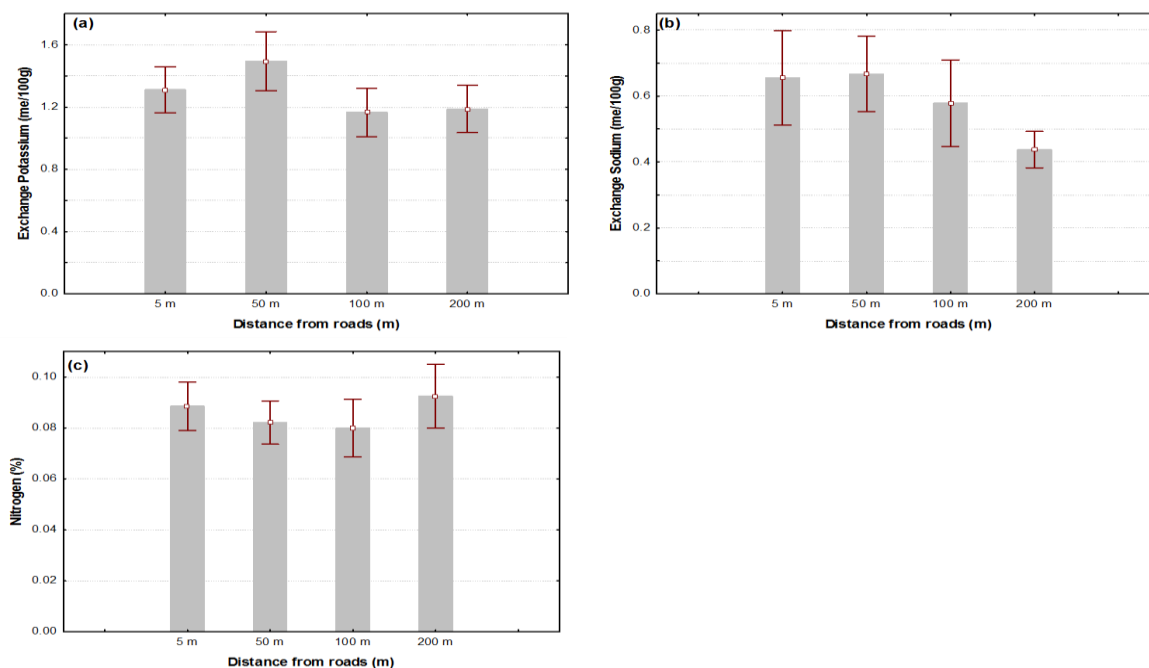 (a)
Exchange Potassium (me/100g)
1.6
1.2
0.8
0.4
0.0
5 m 50 m 100 m 200 m
Distance from roads (m)
(b)
Exchange Sodium (me/100g)
0.8
0.6
0.4
0.2
0.0
5 m 50 m 100 m 200 m
Distance from roads (m)
(c)
Nitrogen (%)
0.10
0.08
0.06
0.04
0.02
0.00
5 m 50 m 100 m 200 m
Distance from roads (m)